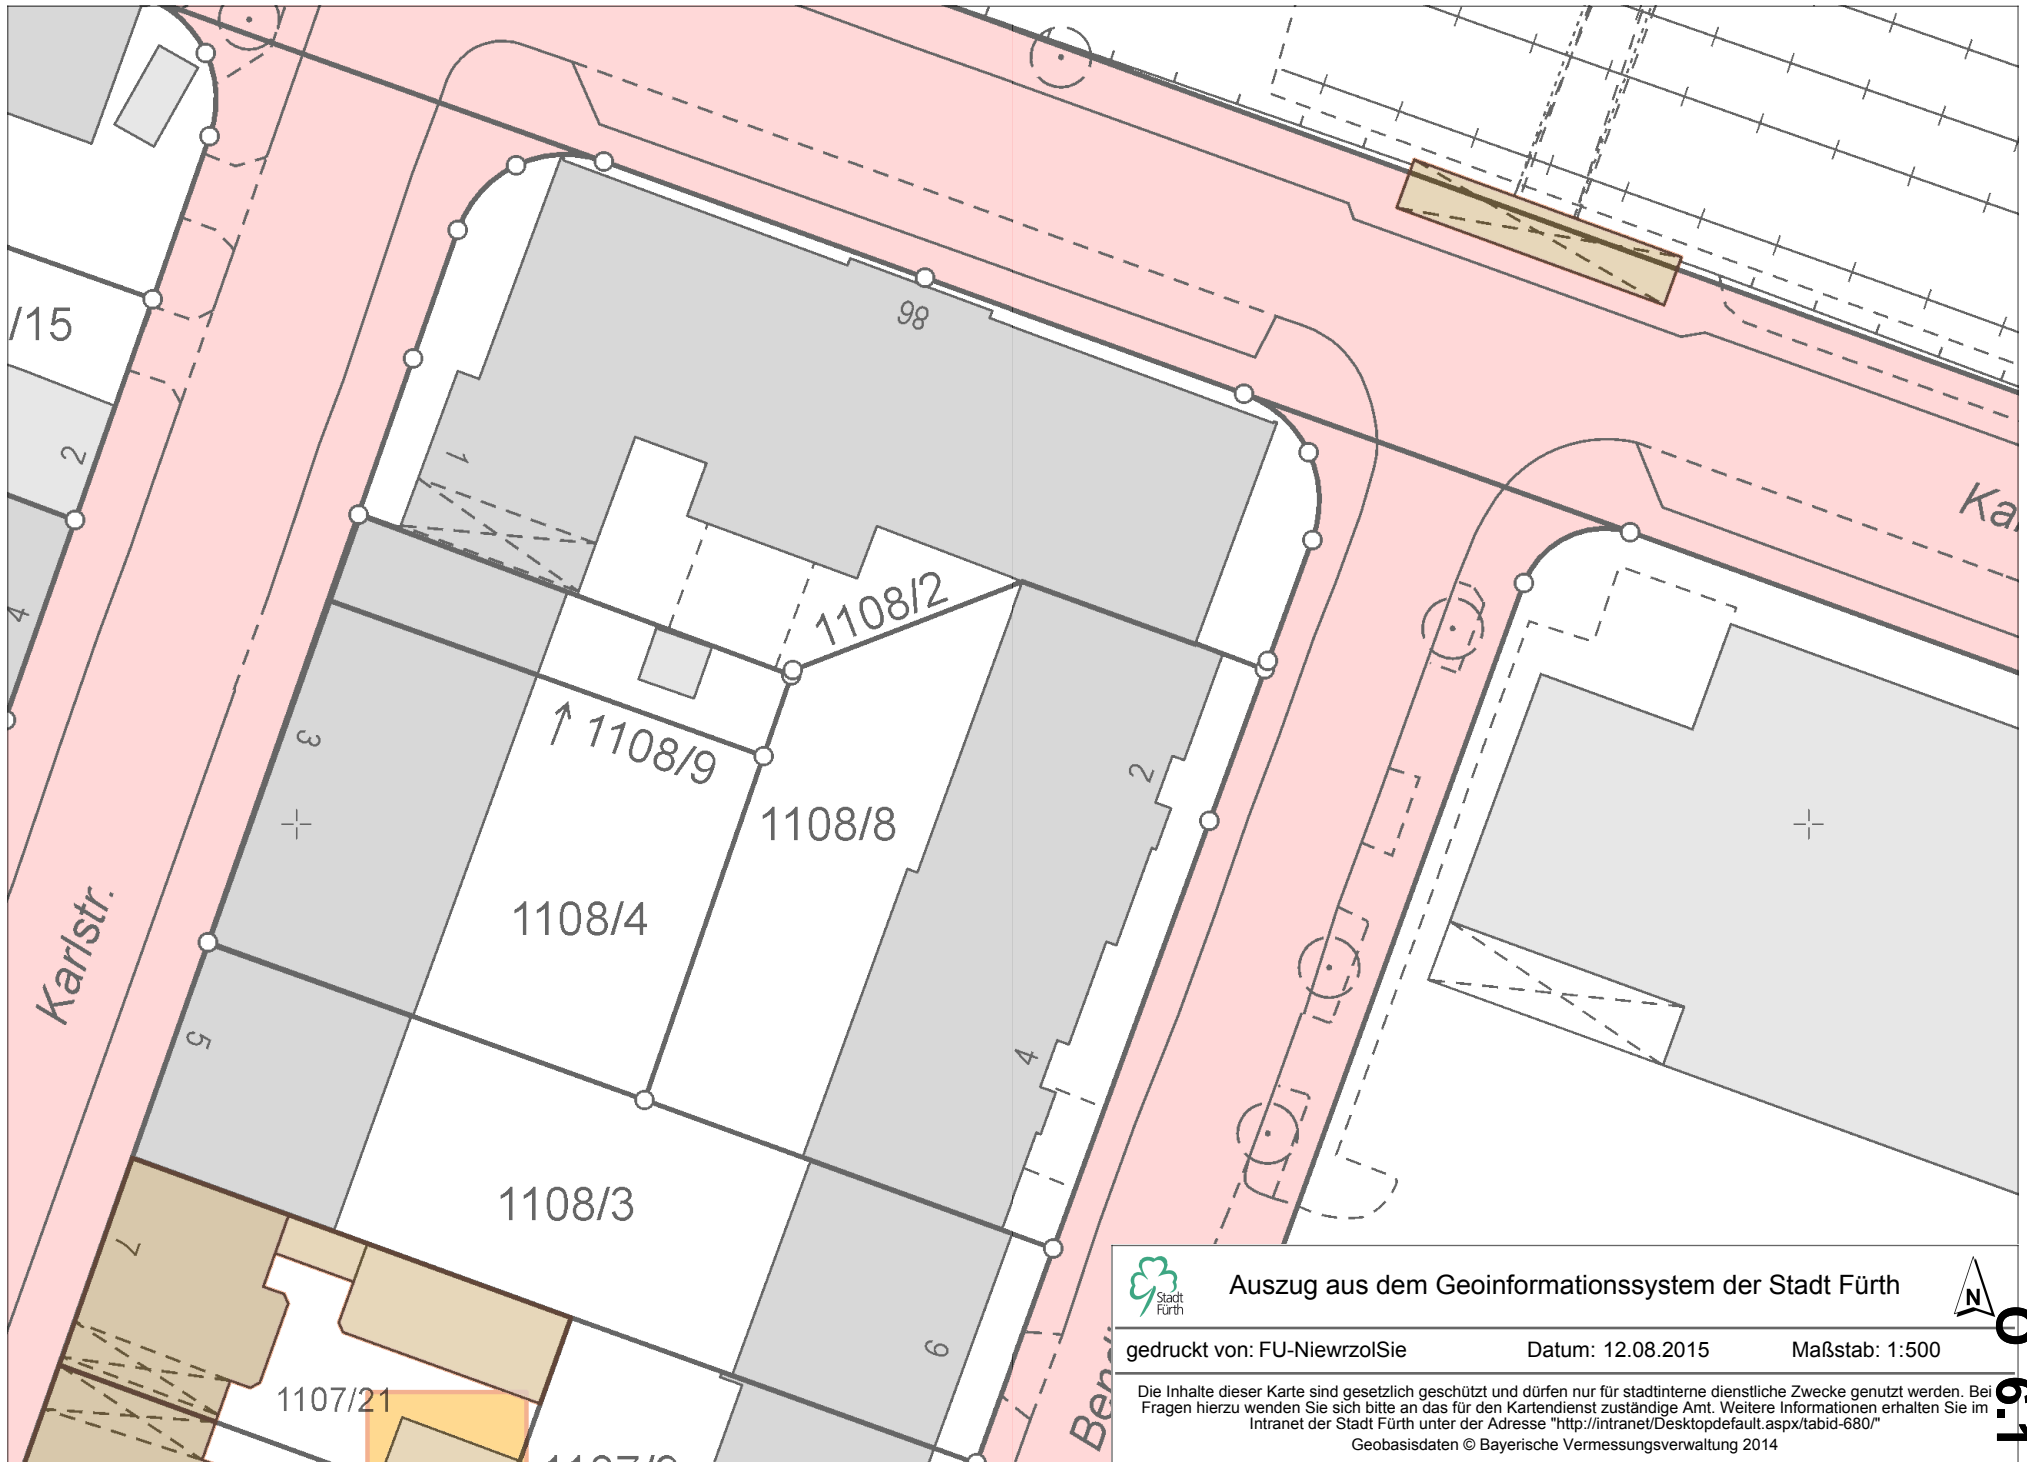 /15
98
1
2
Ka
4
1108/2
3
1108/9
2
1108/8
1108/4
Karlstr.
5
4
1108/3
7
6
1107/21
Stadt
Fürth
Auszug aus dem Geoinformationssystem der Stadt Fürth
N
gedruckt von: FU-NiewrzolSie
Datum: 12.08.2015
Maßstab: 1:500
Die Inhalte dieser Karte sind gesetzlich geschützt und dürfen nur für stadtinterne dienstliche Zwecke genutzt werden. Bei
Fragen hierzu wenden Sie sich bitte an das für den Kartendienst zuständige Amt. Weitere Informationen erhalten Sie im
Intranet der Stadt Fürth unter der Adresse "http://intranet/Desktopdefault.aspx/tabid-680/"
Geobasisdaten © Bayerische Vermessungsverwaltung 2014